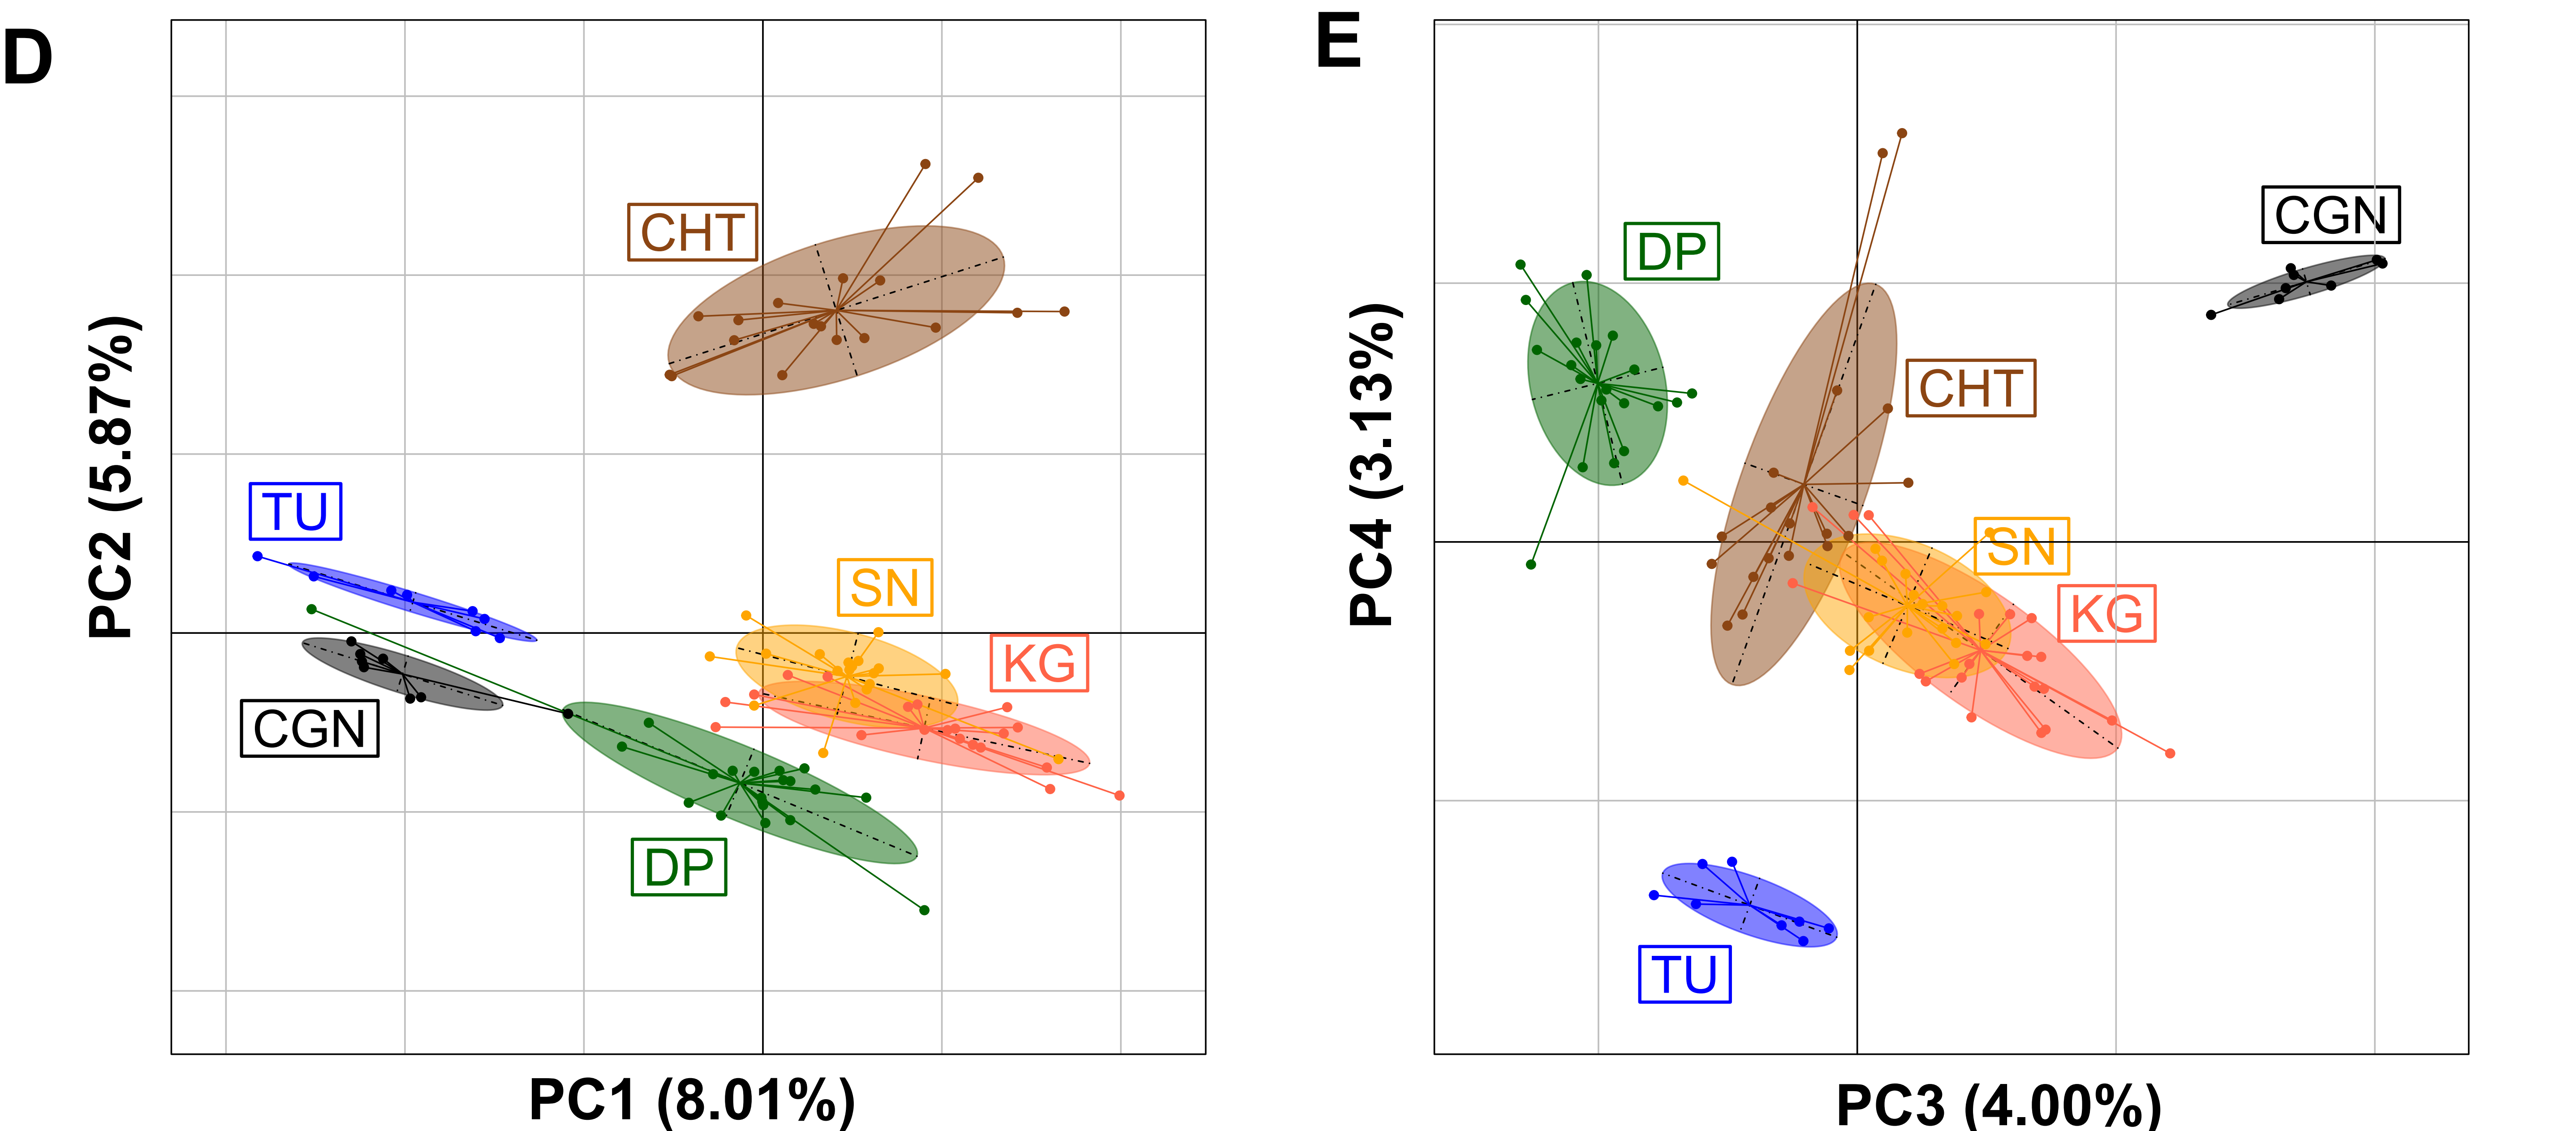 D
PC2 (5.87%)
CHT
TU
SN
KG
CGN
DP
PC1 (8.01%)
E
PC4 (3.13%)
CGN
DP
CHT
SN
KG
TU
PC3 (4.00%)